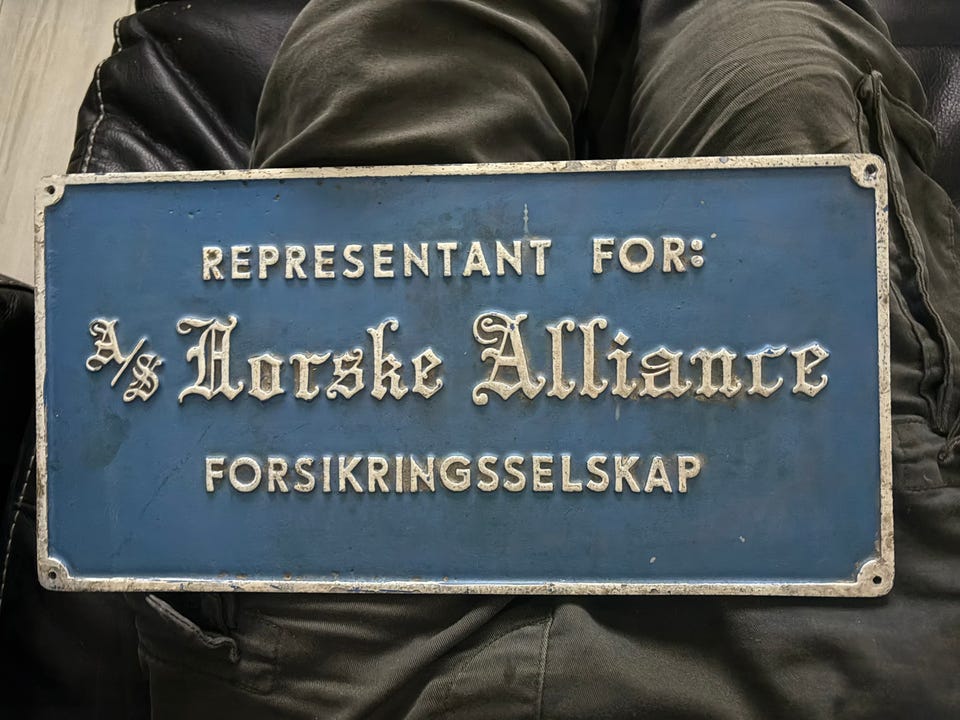 REPRESENTANT FOR:
A/S Norske Alliance
FORSIKRINGSSELSKAP